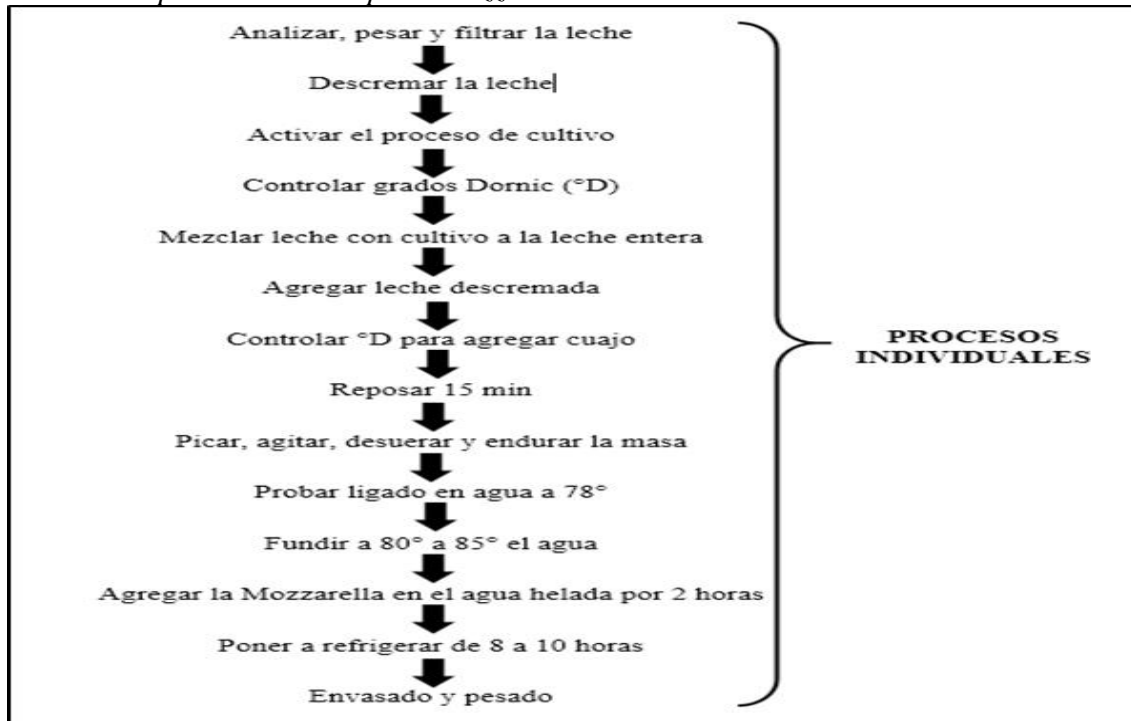 Analizar, pesar y filtrar la leche
Descremar la leche
Activar el proceso de cultivo
Controlar grados Dornic (°D)
Mezclar leche con cultivo a la leche entera
Agregar leche descremada
Controlar °D para agregar cuajo
Reposar 15 min
Picar, agitar, desuerar y endurar la masa
Probar ligado en agua a 78°
Fundir a 80° a 85° el agua
Agregar la Mozzarella en el agua helada por 2 horas
Poner a refrigerar de 8 a 10 horas
Envasado y pesado
PROCESOS
INDIVIDUALES